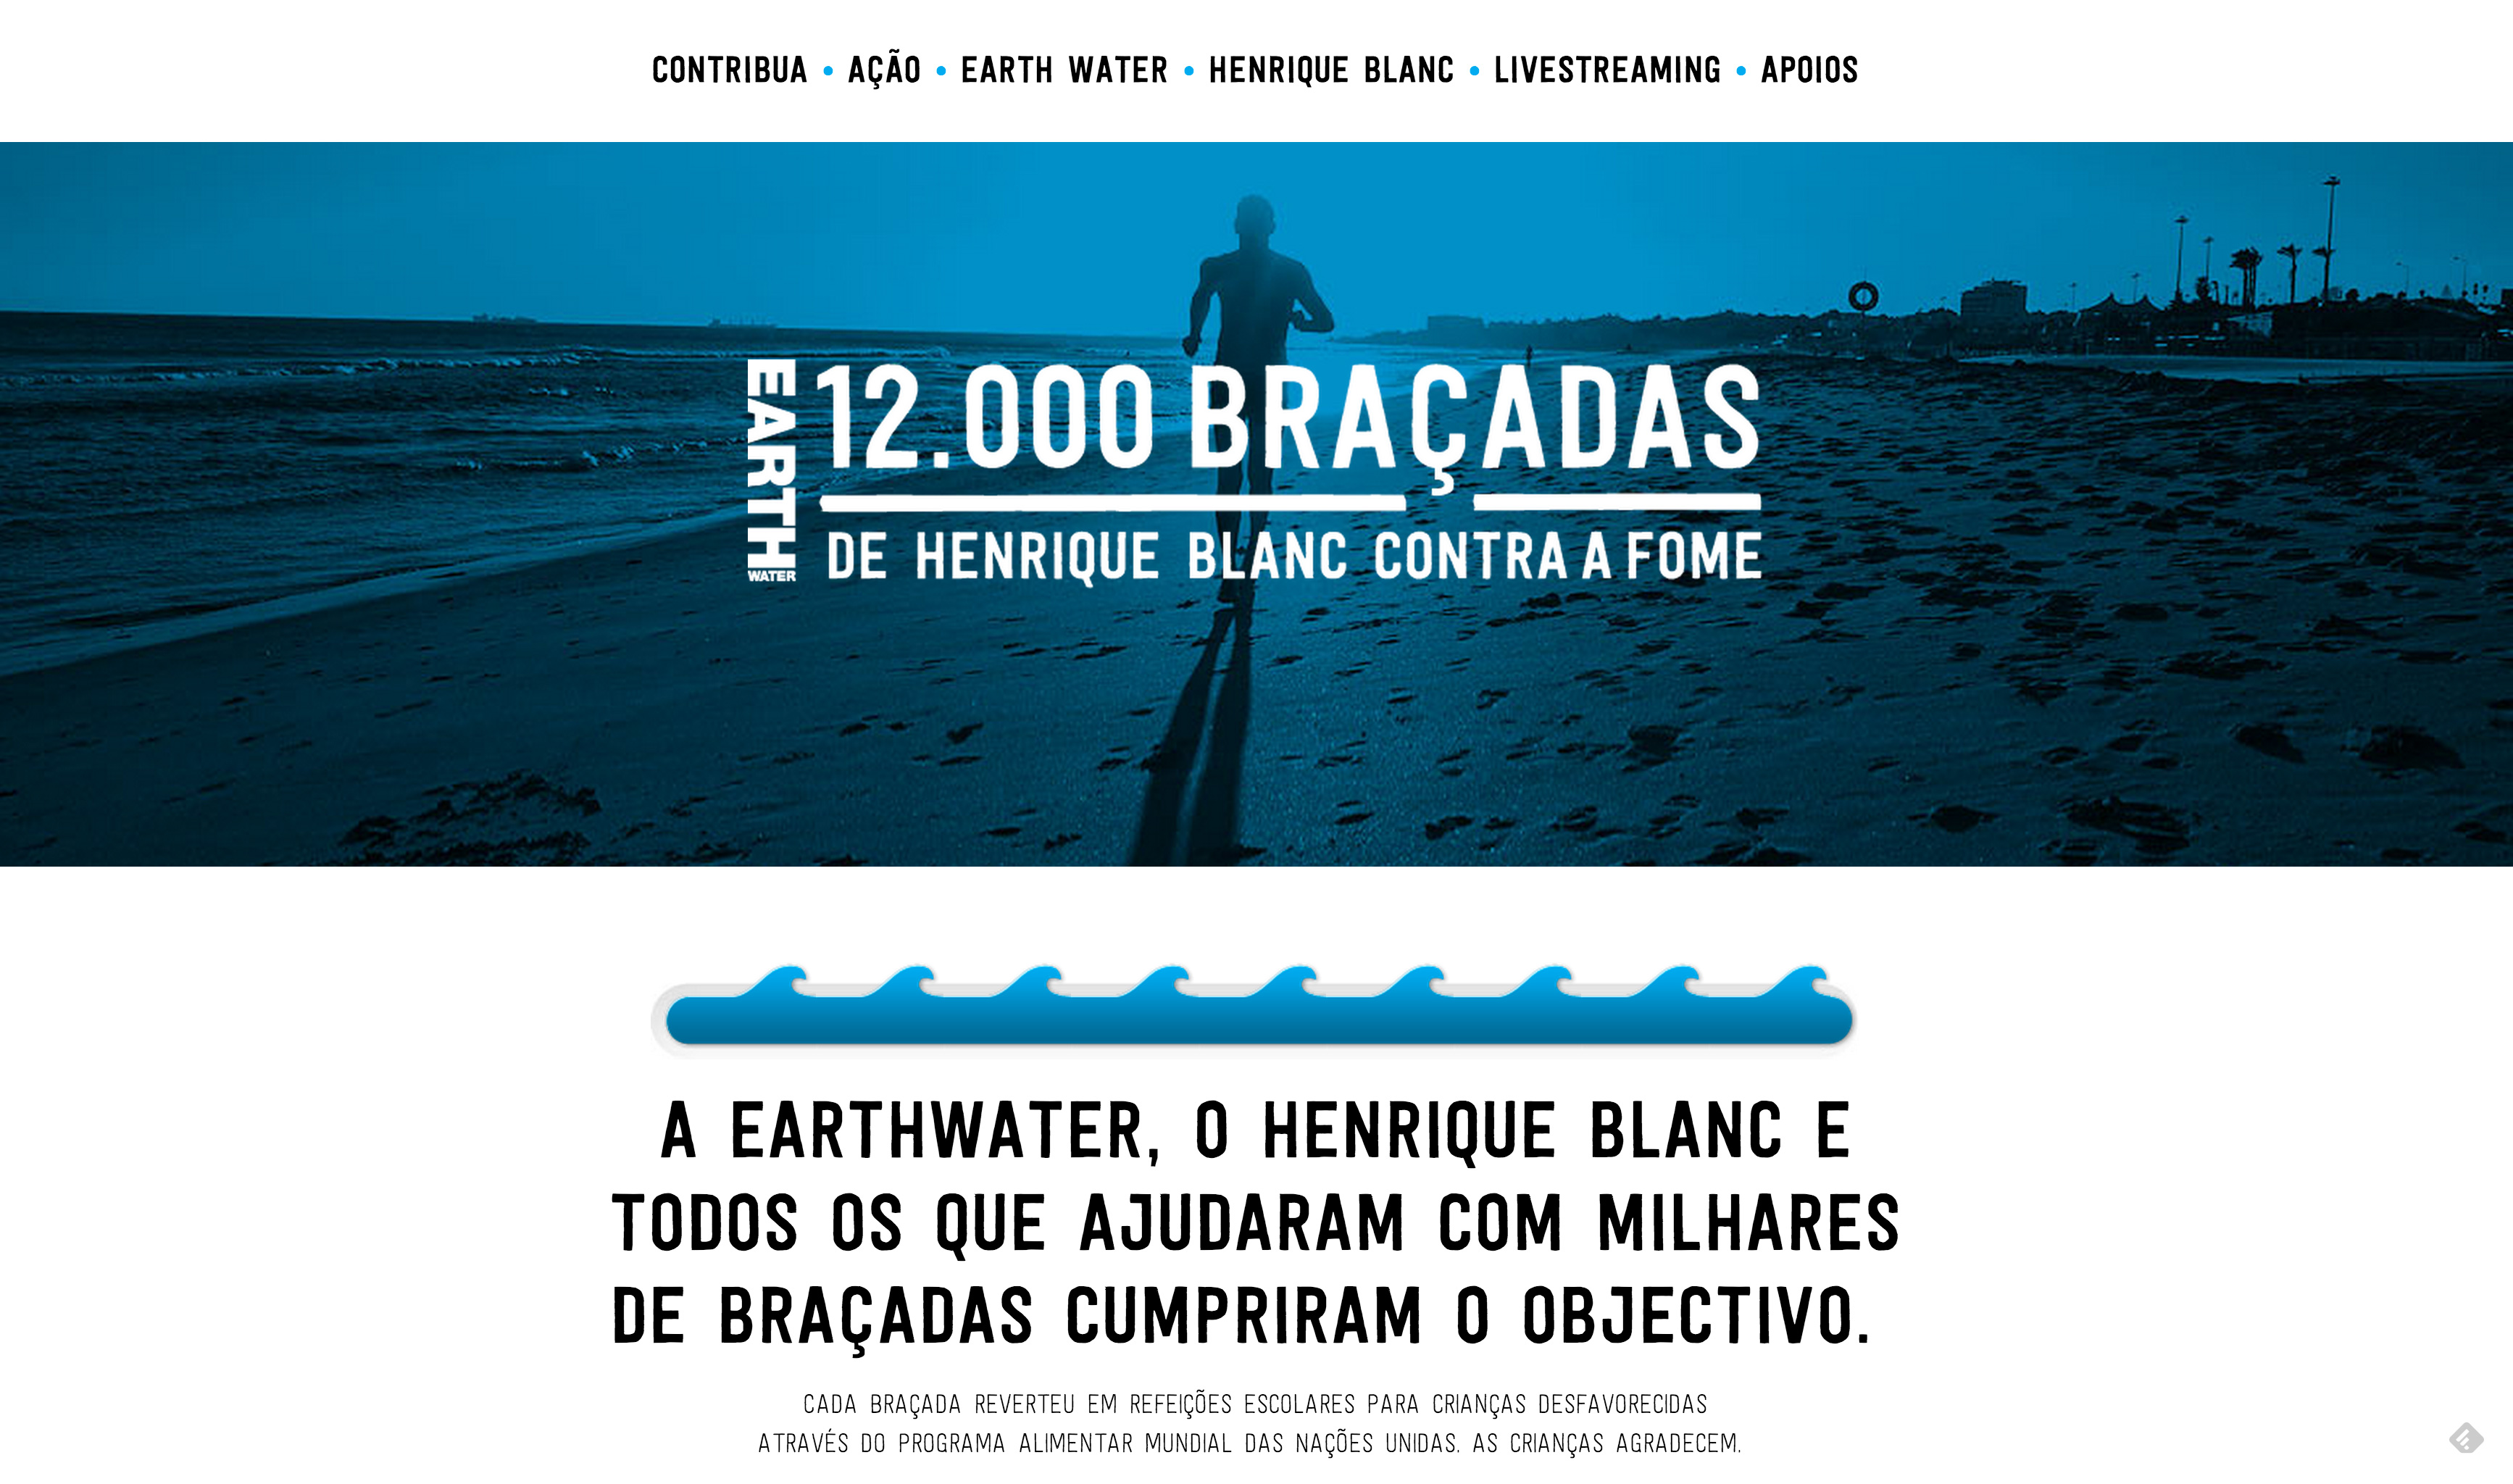 CONTRIBUA • AÇÃO • EARTH WATER • HENRIQUE BLANC • LIVESTREAMING • APOIOS
EARTH WATER
12.000 BRAÇADAS
DE HENRIQUE BLANC CONTRA A FOME
A EARTHWATER, O HENRIQUE BLANC E
TODOS OS QUE AJUDARAM COM MILHARES
DE BRAÇADAS CUMPRIRAM O OBJECTIVO.
CADA BRAÇADA REVERTEU EM REFEIÇÕES ESCOLARES PARA CRIANÇAS DESFAVORECIDAS
ATRAVÉS DO PROGRAMA ALIMENTAR MUNDIAL DAS NAÇÕES UNIDAS. AS CRIANÇAS AGRADECEM.